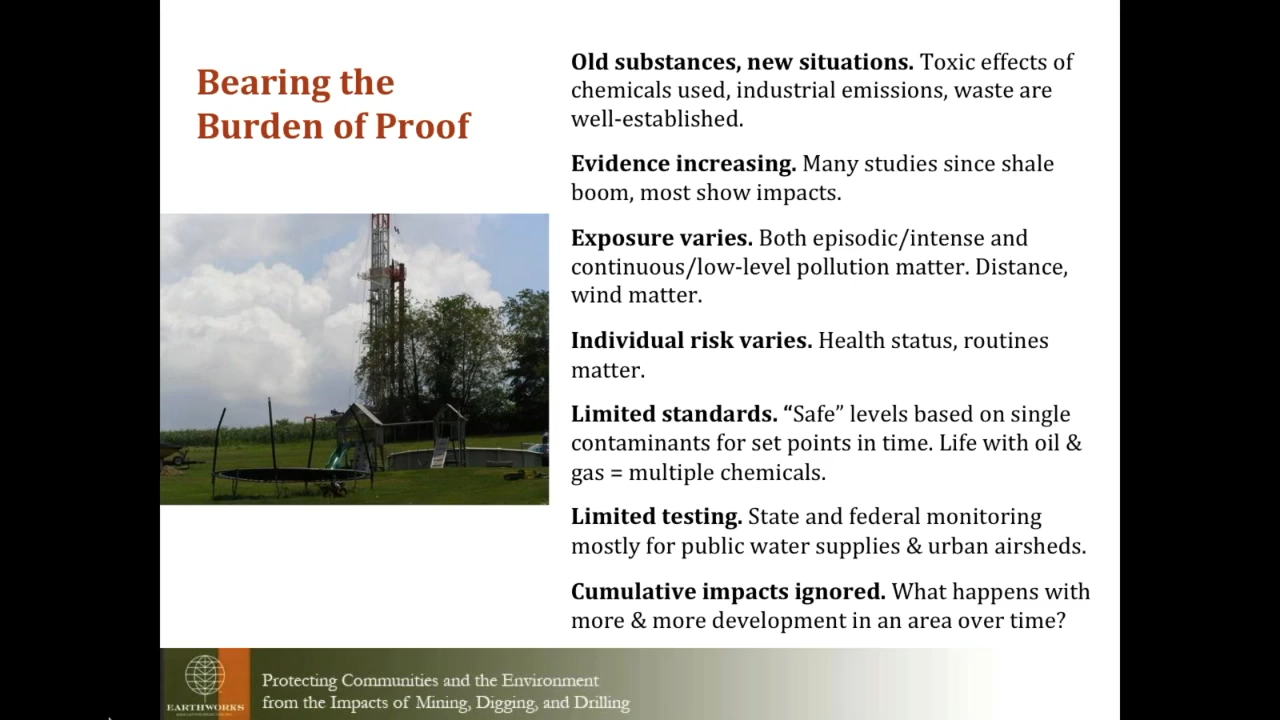 Bearing the
Burden of Proof
Old substances, new situations. Toxic effects of
chemicals used, industrial emissions, waste are
well-established.
Evidence increasing. Many studies since shale
boom, most show impacts.
Exposure varies. Both episodic/intense and
continuous/low-level pollution matter. Distance,
wind matter.
Individual risk varies. Health status, routines
matter.
Limited standards. “Safe” levels based on single
contaminants for set points in time. Life with oil &
gas = multiple chemicals.
Limited testing. State and federal monitoring
mostly for public water supplies & urban airsheds.
Cumulative impacts ignored. What happens with
more & more development in an area over time?
EARTHWORKS
Protecting Communities and the Environment
from the Impacts of Mining, Digging, and Drilling